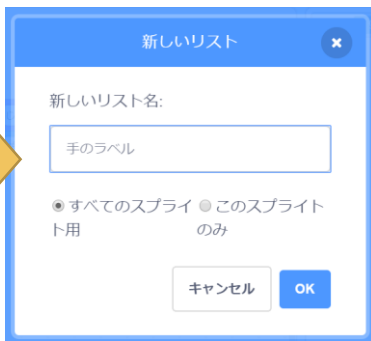 新しいリスト
新しいリスト名:
手のラベル
すべてのスプライ このスプライト
ト用 のみ
キャンセル OK